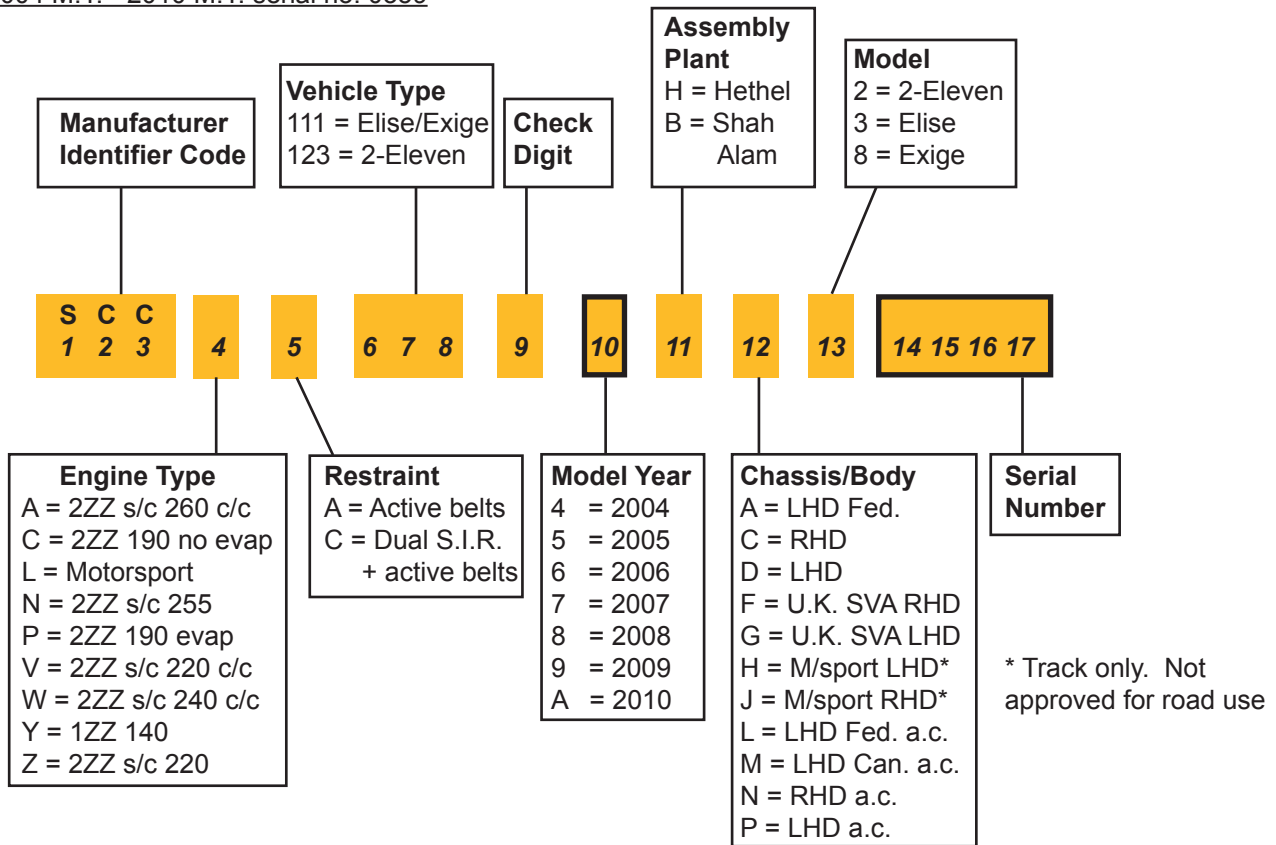 Assembly
Plant
H = Hethel
B = Shah
Alam
Model
2 = 2-Eleven
3 = Elise
8 = Exige
Vehicle Type
111 = Elise/Exige
123 = 2-Eleven
Manufacturer
Identifier Code
Check
Digit
S C C
1 2 3 4 5 6 7 8 9 10 11 12 13 14 15 16 17
Engine Type
A = 2ZZ s/c 260 c/c
C = 2ZZ 190 no evap
L = Motorsport
N = 2ZZ s/c 255
P = 2ZZ 190 evap
V = 2ZZ s/c 220 c/c
W = 2ZZ s/c 240 c/c
Y = 1ZZ 140
Z = 2ZZ s/c 220
Restraint
A = Active belts
C = Dual S.I.R.
+ active belts
Model Year
4 = 2004
5 = 2005
6 = 2006
7 = 2007
8 = 2008
9 = 2009
A = 2010
Chassis/Body
A = LHD Fed.
C = RHD
D = LHD
F = U.K. SVA RHD
G = U.K. SVA LHD
H = M/sport LHD*
J = M/sport RHD*
L = LHD Fed. a.c.
M = LHD Can. a.c.
N = RHD a.c.
P = LHD a.c.
Serial
Number
* Track only. Not
approved for road use